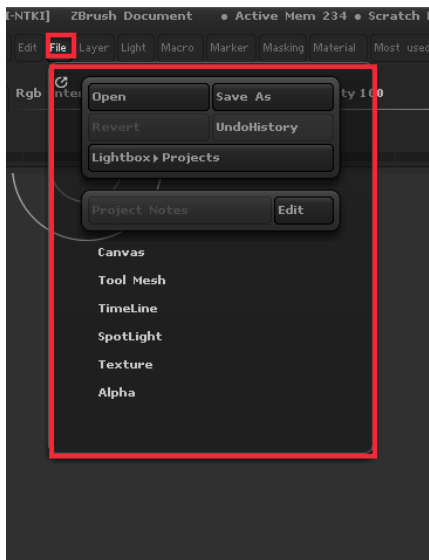 [-NTKI] ZBrush Document • Active Mem 234 • Scratch
Edit File Layer Light Macro Marker Masking Material Most used
Rgb ty 100
Open Save As
Revert UndoHistory
Lightbox▸Projects
Project Notes Edit
Canvas
Tool Mesh
TimeLine
SpotLight
Texture
Alpha